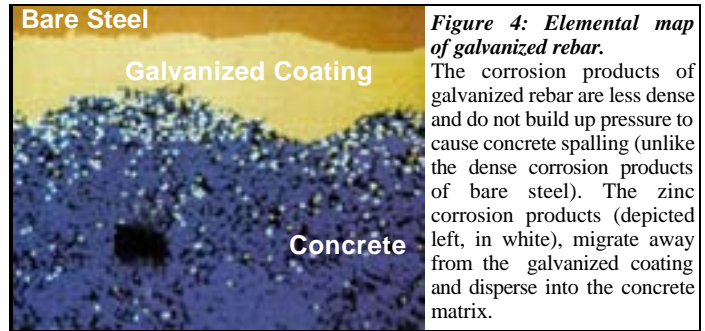 Bare Steel
Galvanized Coating
Concrete
Figure 4: Elemental map
of galvanized rebar.
The corrosion products of
galvanized rebar are less dense
and do not build up pressure to
cause concrete spalling (unlike
the dense corrosion products
of bare steel). The zinc
corrosion products (depicted
left, in white), migrate away
from the galvanized coating
and disperse into the concrete
matrix.